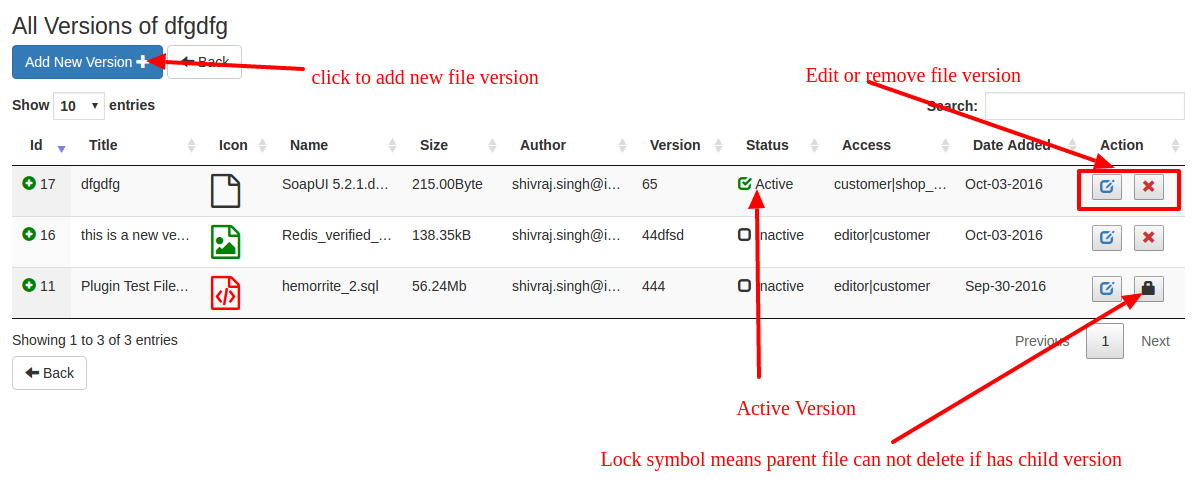 All Versions of dfgdfg
Add New Version Back
click to add new file version
Edit or remove file version
Show 10 entries Search:
Id Title Icon Name Size Author Version Status Access Date Added Action
17 dfgdfg SoapUI 5.2.1.d… 215.00Byte shivraj.singh@i… 65 Active customer|shop_… Oct-03-2016
16 this is a new ve… Redis_verified_… 138.35kB shivraj.singh@i… 44dfsd Inactive editor|customer Oct-03-2016
11 Plugin Test File… hemorrite_2.sql 56.24Mb shivraj.singh@i… 444 Inactive editor|customer Sep-30-2016
Showing 1 to 3 of 3 entries Previous 1 Next
Back
Active Version
Lock symbol means parent file can not delete if has child version